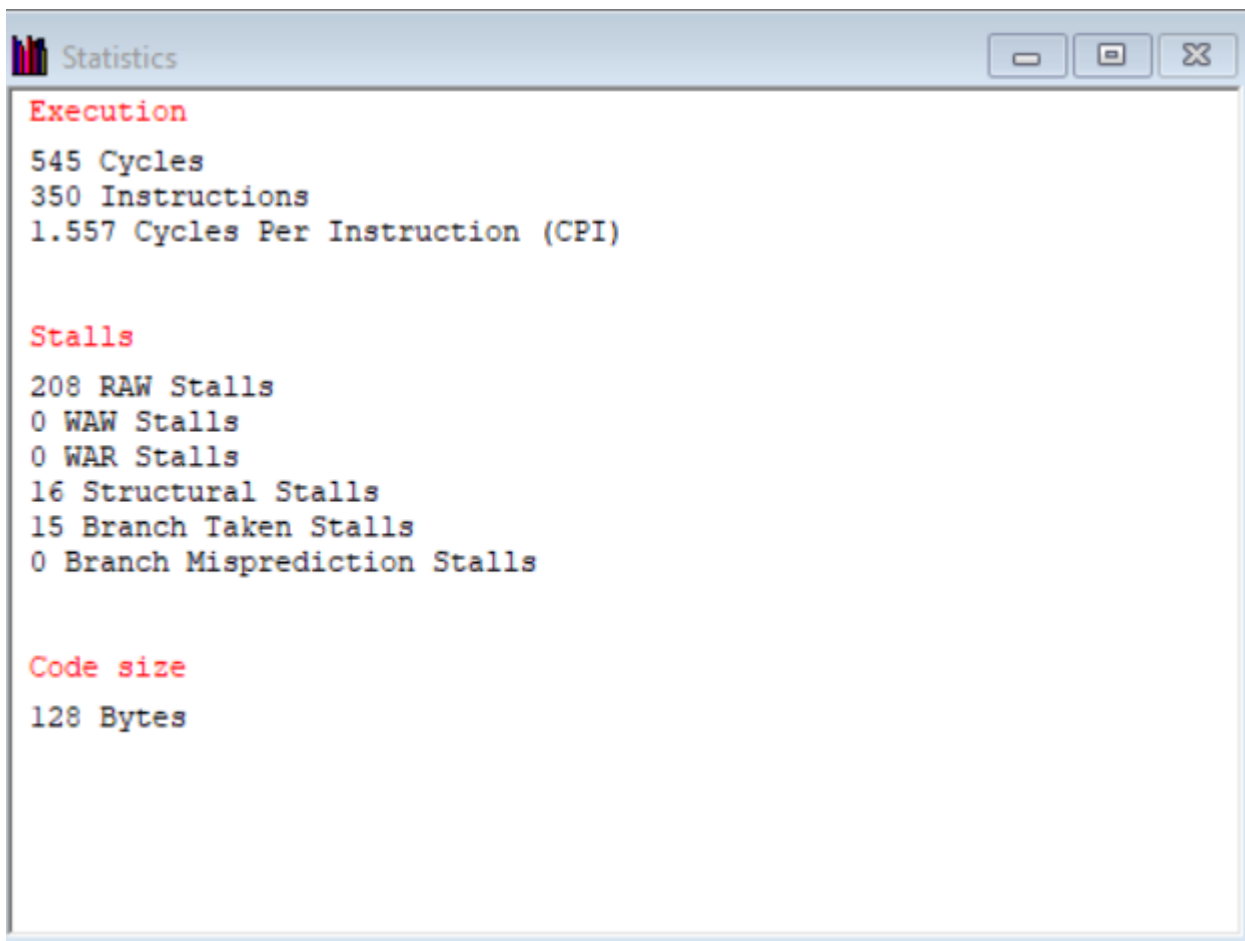 Statistics
Execution
545 Cycles
350 Instructions
1.557 Cycles Per Instruction (CPI)
Stalls
208 RAW Stalls
0 WAW Stalls
0 WAR Stalls
16 Structural Stalls
15 Branch Taken Stalls
0 Branch Misprediction Stalls
Code size
128 Bytes